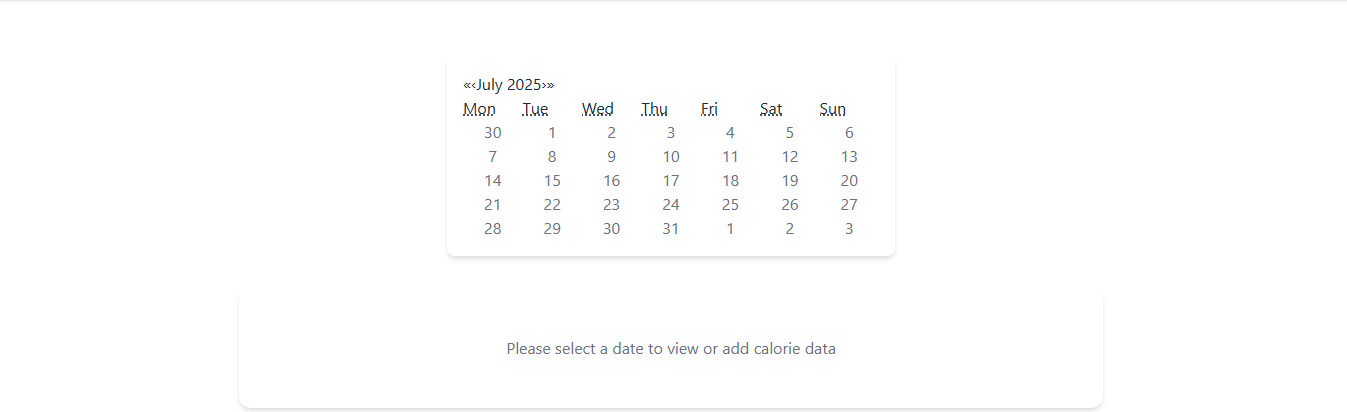 «‹July 2025›»
Mon Tue Wed Thu Fri Sat Sun
30 1 2 3 4 5 6
7 8 9 10 11 12 13
14 15 16 17 18 19 20
21 22 23 24 25 26 27
28 29 30 31 1 2 3
Please select a date to view or add calorie data